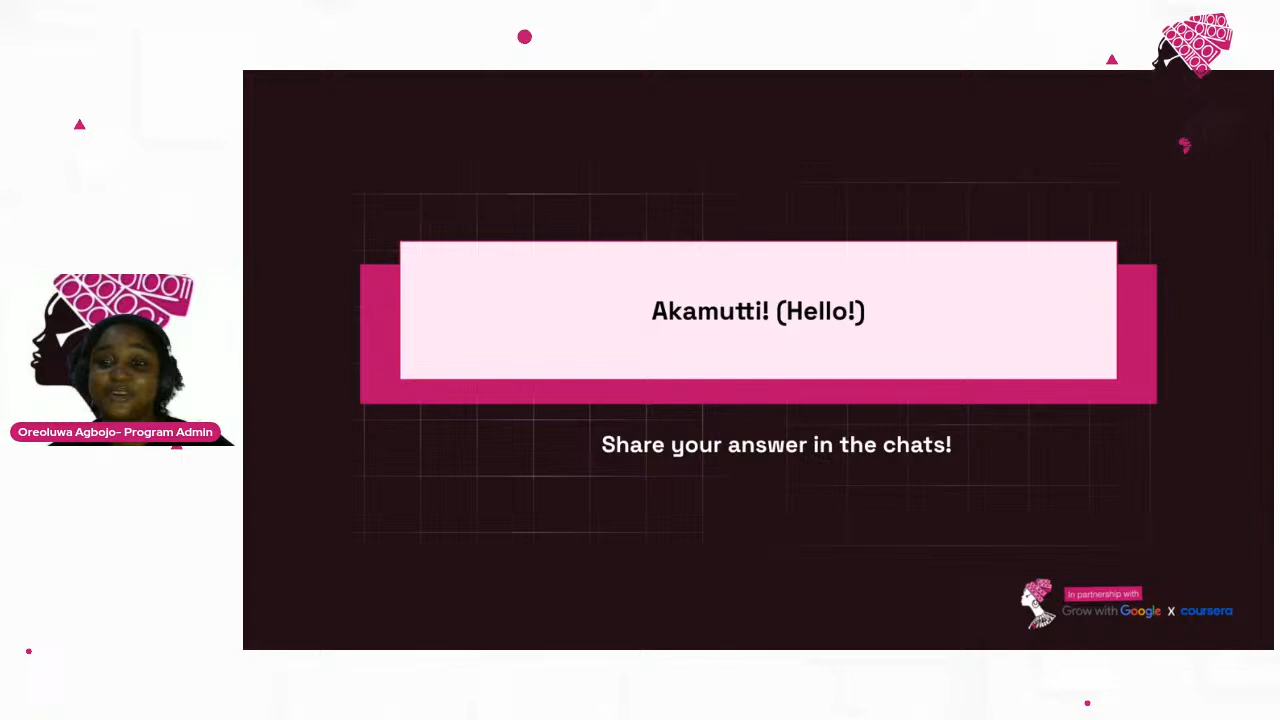 Akamutti! (Hello!)
Share your answer in the chats!
Oreoluwa Agbojo- Program Admin
In partnership with
Grow with Google X coursera